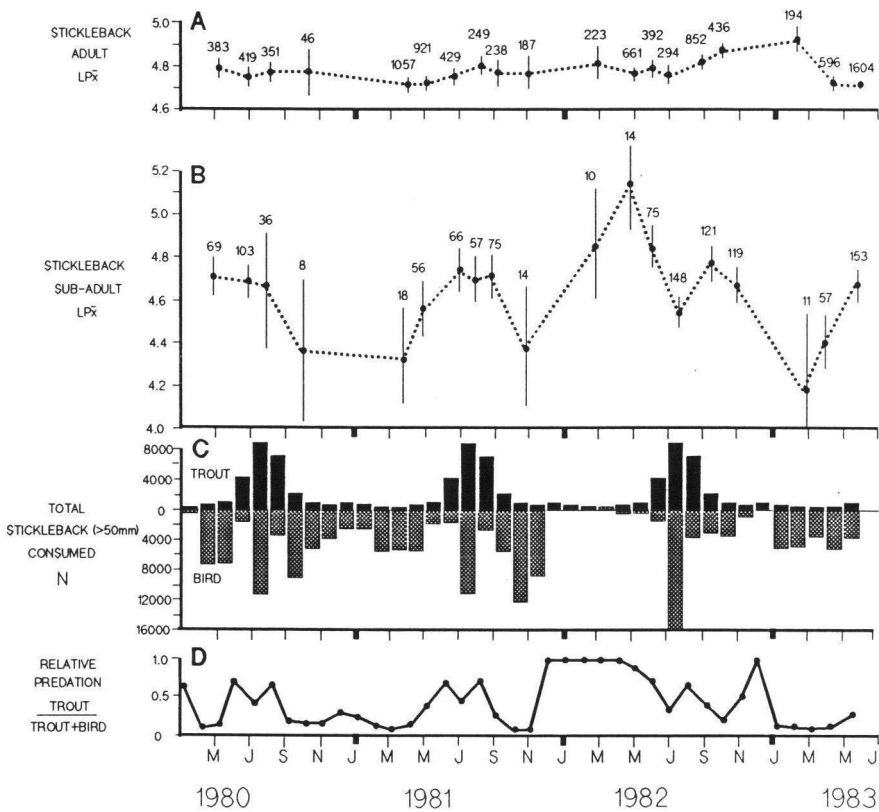 A
STICKLEBACK
ADULT
LPx̄
5.0
4.8
4.6
383
419
351
46
1057
921
429
249
238
187
223
661
392
294
852
436
194
596
1604
B
STICKLEBACK
SUB-ADULT
LPx̄
5.2
5.0
4.8
4.6
4.4
4.2
4.0
69
103
36
8
18
56
66
57
75
14
10
14
75
148
121
119
11
57
153
C
TROUT
BIRD
TOTAL
STICKLEBACK (>50mm)
CONSUMED
N
8000
4000
0
4000
8000
12000
16000
D
RELATIVE
PREDATION
TROUT
TROUT+BIRD
1.0
0.5
0
M J S N J M M J S N J M M J S N J M M J
1980 1981 1982 1983